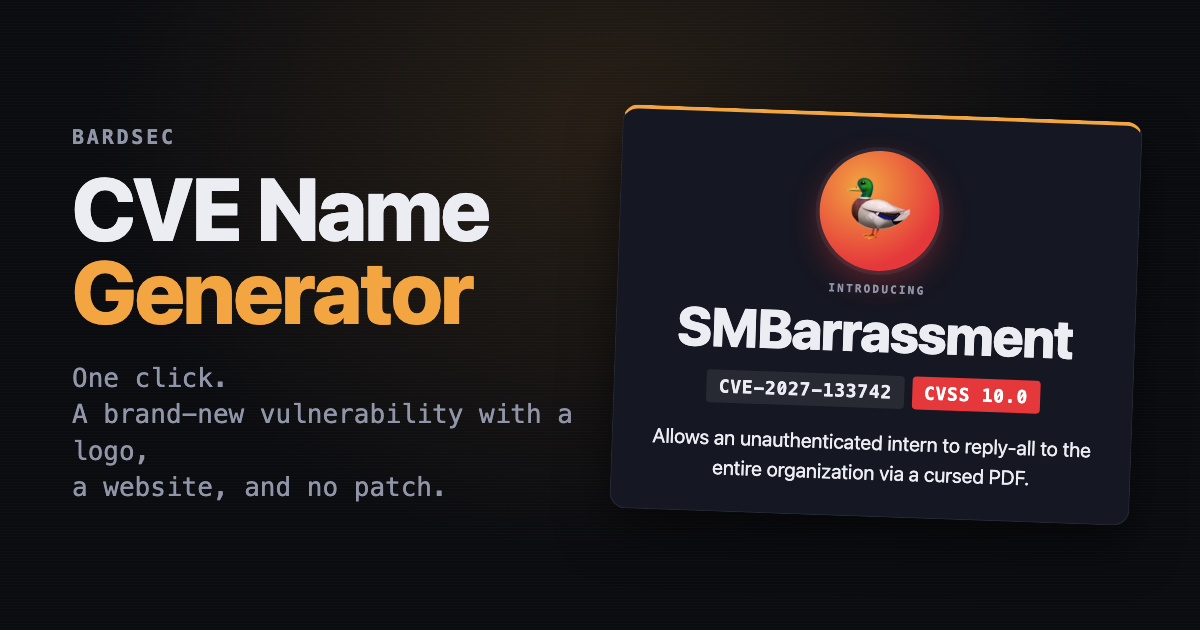 BARDSEC
CVE Name
Generator
One click.
A brand-new vulnerability with a
logo,
a website, and no patch.
INTRODUCING
SMBarrassment
CVE-2027-133742 CVSS 10.0
Allows an unauthenticated intern to reply-all to the
entire organization via a cursed PDF.